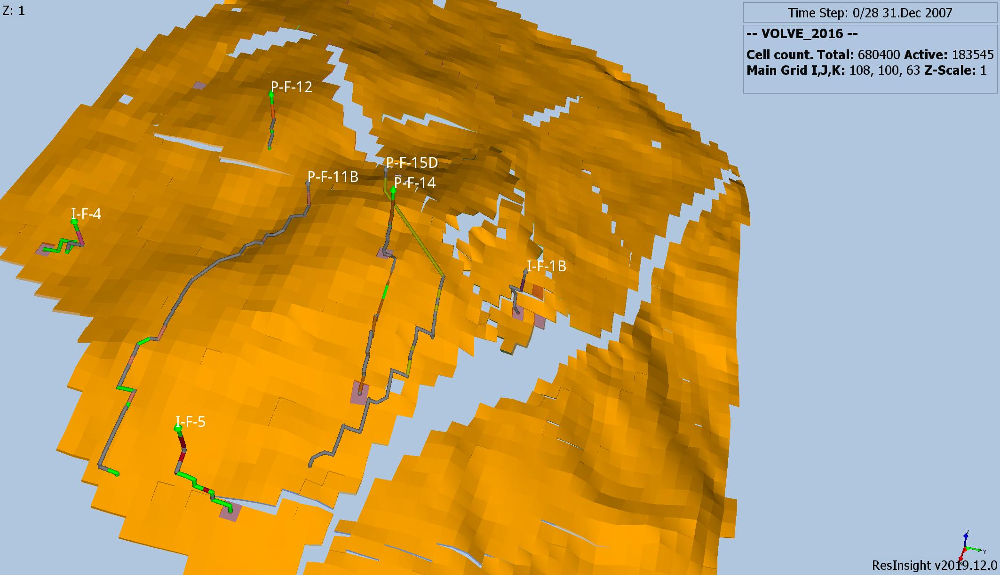 Z: 1
Time Step: 0/28 31.Dec 2007
-- VOLVE_2016 --
Cell count. Total: 680400 Active: 183545
Main Grid I,J,K: 108, 100, 63 Z-Scale: 1
P-F-12
P-F-15D
P-F-11B
P-F-14
I-F-4
I-F-1B
I-F-5
Z
Y
X
ResInsight v2019.12.0